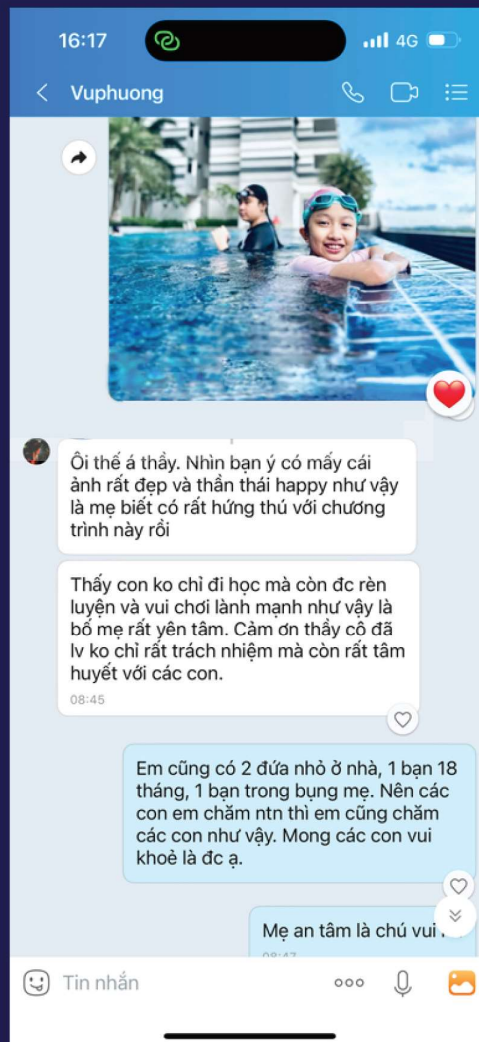 16:17
4G
Vuphuong
Ôi thế á thầy. Nhìn bạn ý có mấy cái
ảnh rất đẹp và thần thái happy như vậy
là mẹ biết có rất hứng thú với chương
trình này rồi
Thấy con ko chỉ đi học mà còn đc rèn
luyện và vui chơi lành mạnh như vậy là
bố mẹ rất yên tâm. Cảm ơn thầy cô đã
lv ko chỉ rất trách nhiệm mà còn rất tâm
huyết với các con.
08:45
Em cũng có 2 đứa nhỏ ở nhà, 1 bạn 18
tháng, 1 bạn trong bụng mẹ. Nên các
con em chăm ntn thì em cũng chăm
các con như vậy. Mong các con vui
khoẻ là đc ạ.
Mẹ an tâm là chú vui
08:47
Tin nhắn